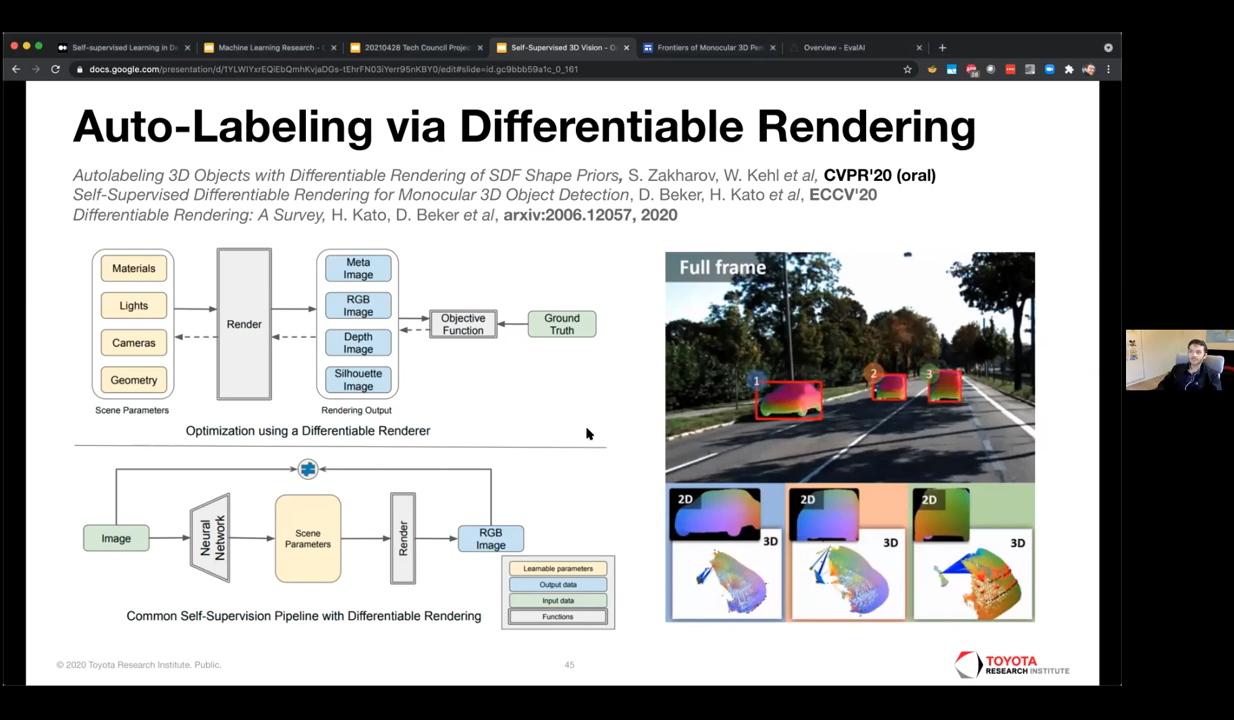 Self-supervised Learning in De
Machine Learning Research - 
20210428 Tech Council Projec
Self-Supervised 3D Vision - G
Frontiers of Monocular 3D Per
Overview - EvalAI
docs.google.com/presentation/d/1YLWIYxrEQiEbQmhKvjaDGs-tEhrFN03iYerr95nKBY0/edit#slide=id.gc9bbb59a1c_0_161
Auto-Labeling via Differentiable Rendering
Autolabeling 3D Objects with Differentiable Rendering of SDF Shape Priors, S. Zakharov, W. Kehl et al, CVPR'20 (oral)
Self-Supervised Differentiable Rendering for Monocular 3D Object Detection, D. Beker, H. Kato et al, ECCV'20
Differentiable Rendering: A Survey, H. Kato, D. Beker et al, arxiv:2006.12057, 2020
Materials
Lights
Cameras
Geometry
Scene Parameters
Render
Meta
Image
RGB
Image
Depth
Image
Silhouette
Image
Rendering Output
Objective
Function
Ground
Truth
Optimization using a Differentiable Renderer
Image
Neural
Network
Scene
Parameters
Render
RGB
Image
Common Self-Supervision Pipeline with Differentiable Rendering
Learnable parameters
Output data
Input data
Functions
Full frame
1
2
3
2D
3D
2D
3D
2D
3D
© 2020 Toyota Research Institute. Public.
45
TOYOTA
RESEARCH INSTITUTE